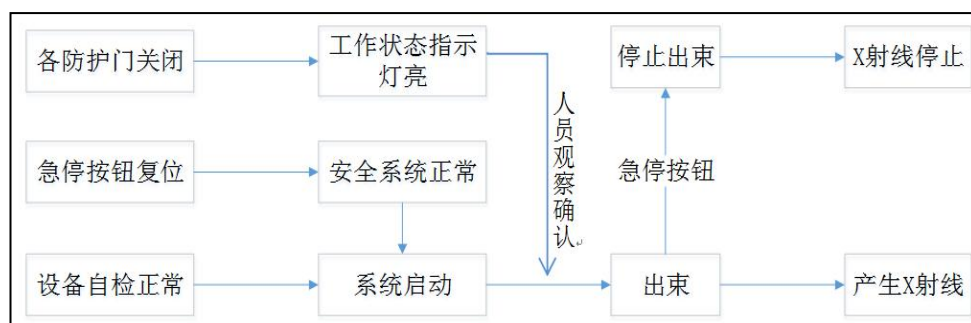 各防护门关闭
工作状态指示
灯亮
停止出束
X射线停止
人员观察确认
急停按钮复位
安全系统正常
急停按钮
设备自检正常
系统启动
出束
产生X射线